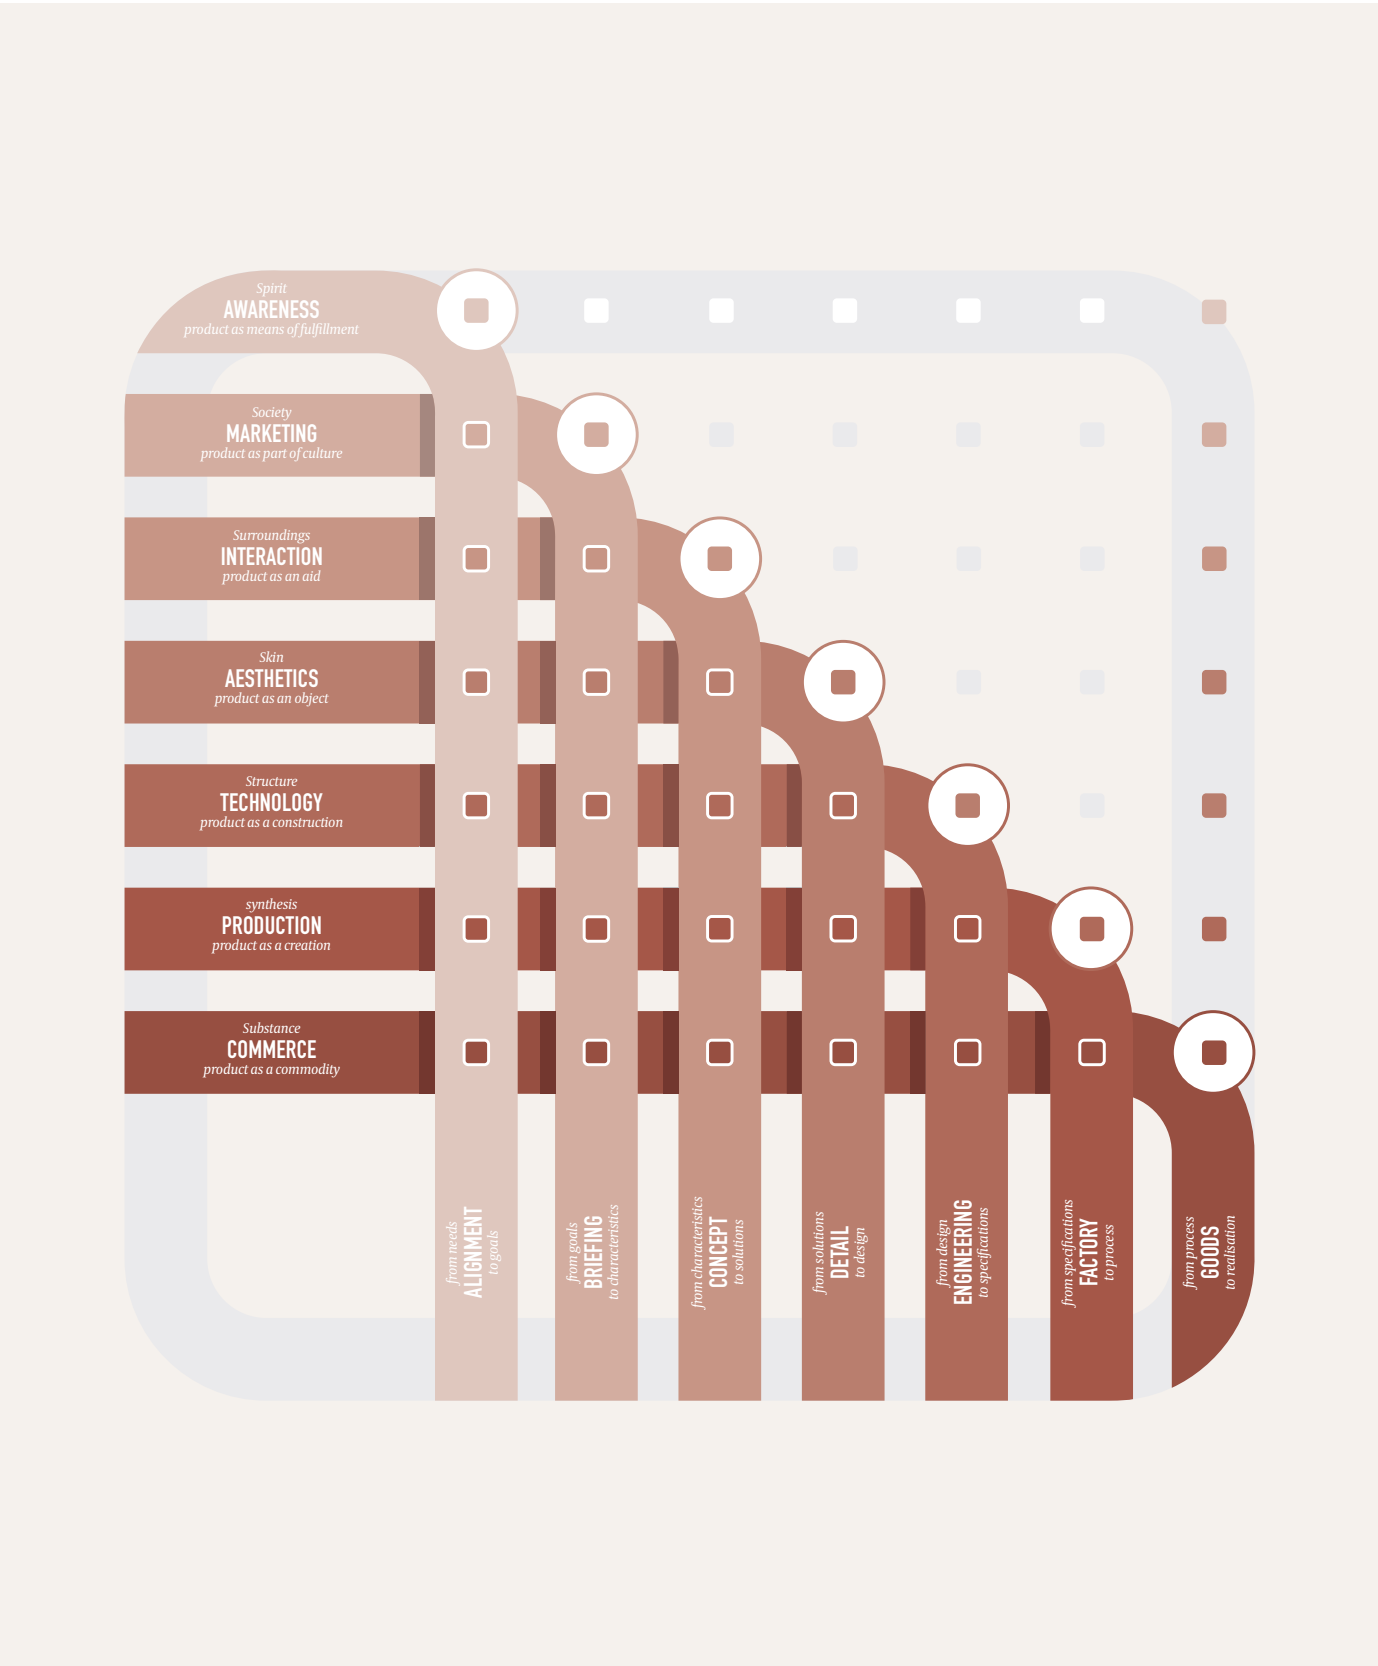 Spirit
AWARENESS
product as means of fulfillment
Society
MARKETING
product as part of culture
Surroundings
INTERACTION
product as an aid
Skin
AESTHETICS
product as an object
Structure
TECHNOLOGY
product as a construction
synthesis
PRODUCTION
product as a creation
Substance
COMMERCE
product as a commodity
from needs
ALIGNMENT
to goals
from goals
BRIEFING
to characteristics
from characteristics
CONCEPT
to solutions
from solutions
DETAIL
to design
from design
ENGINEERING
to specifications
from specifications
FACTORY
to process
from process
GOODS
to realisation